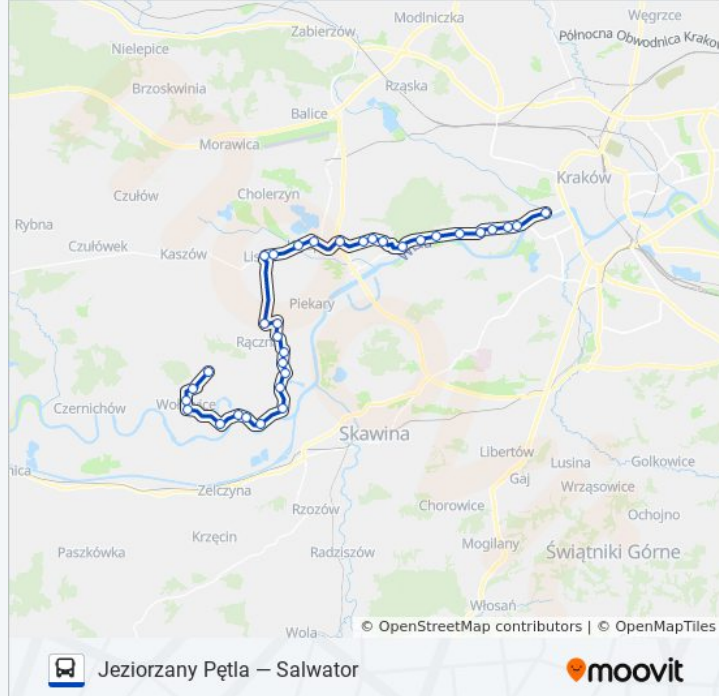 Węgrzce
Modlniczka
Zabierzów
Północna Obwodnica Krakow
Nielepice
Brzoskwinia
Rząska
Balice
Morawica
Kraków
Czułów
Cholerzyn
Rybna
Czułówek
Kaszów
Piekary
Czernichów
Skawina
Libertów
Lusina
Golkowice
Gaj
Wrząsowice
Zelczyna
Chorowice
Rzozów
Ochojno
Krzęcin
Mogilany
Paszkówka
Radziszów
Świątniki Górne
Włosań
Wola
© OpenStreetMap contributors | © OpenMapTiles
Jeziorzany Pętla — Salwator
moovit